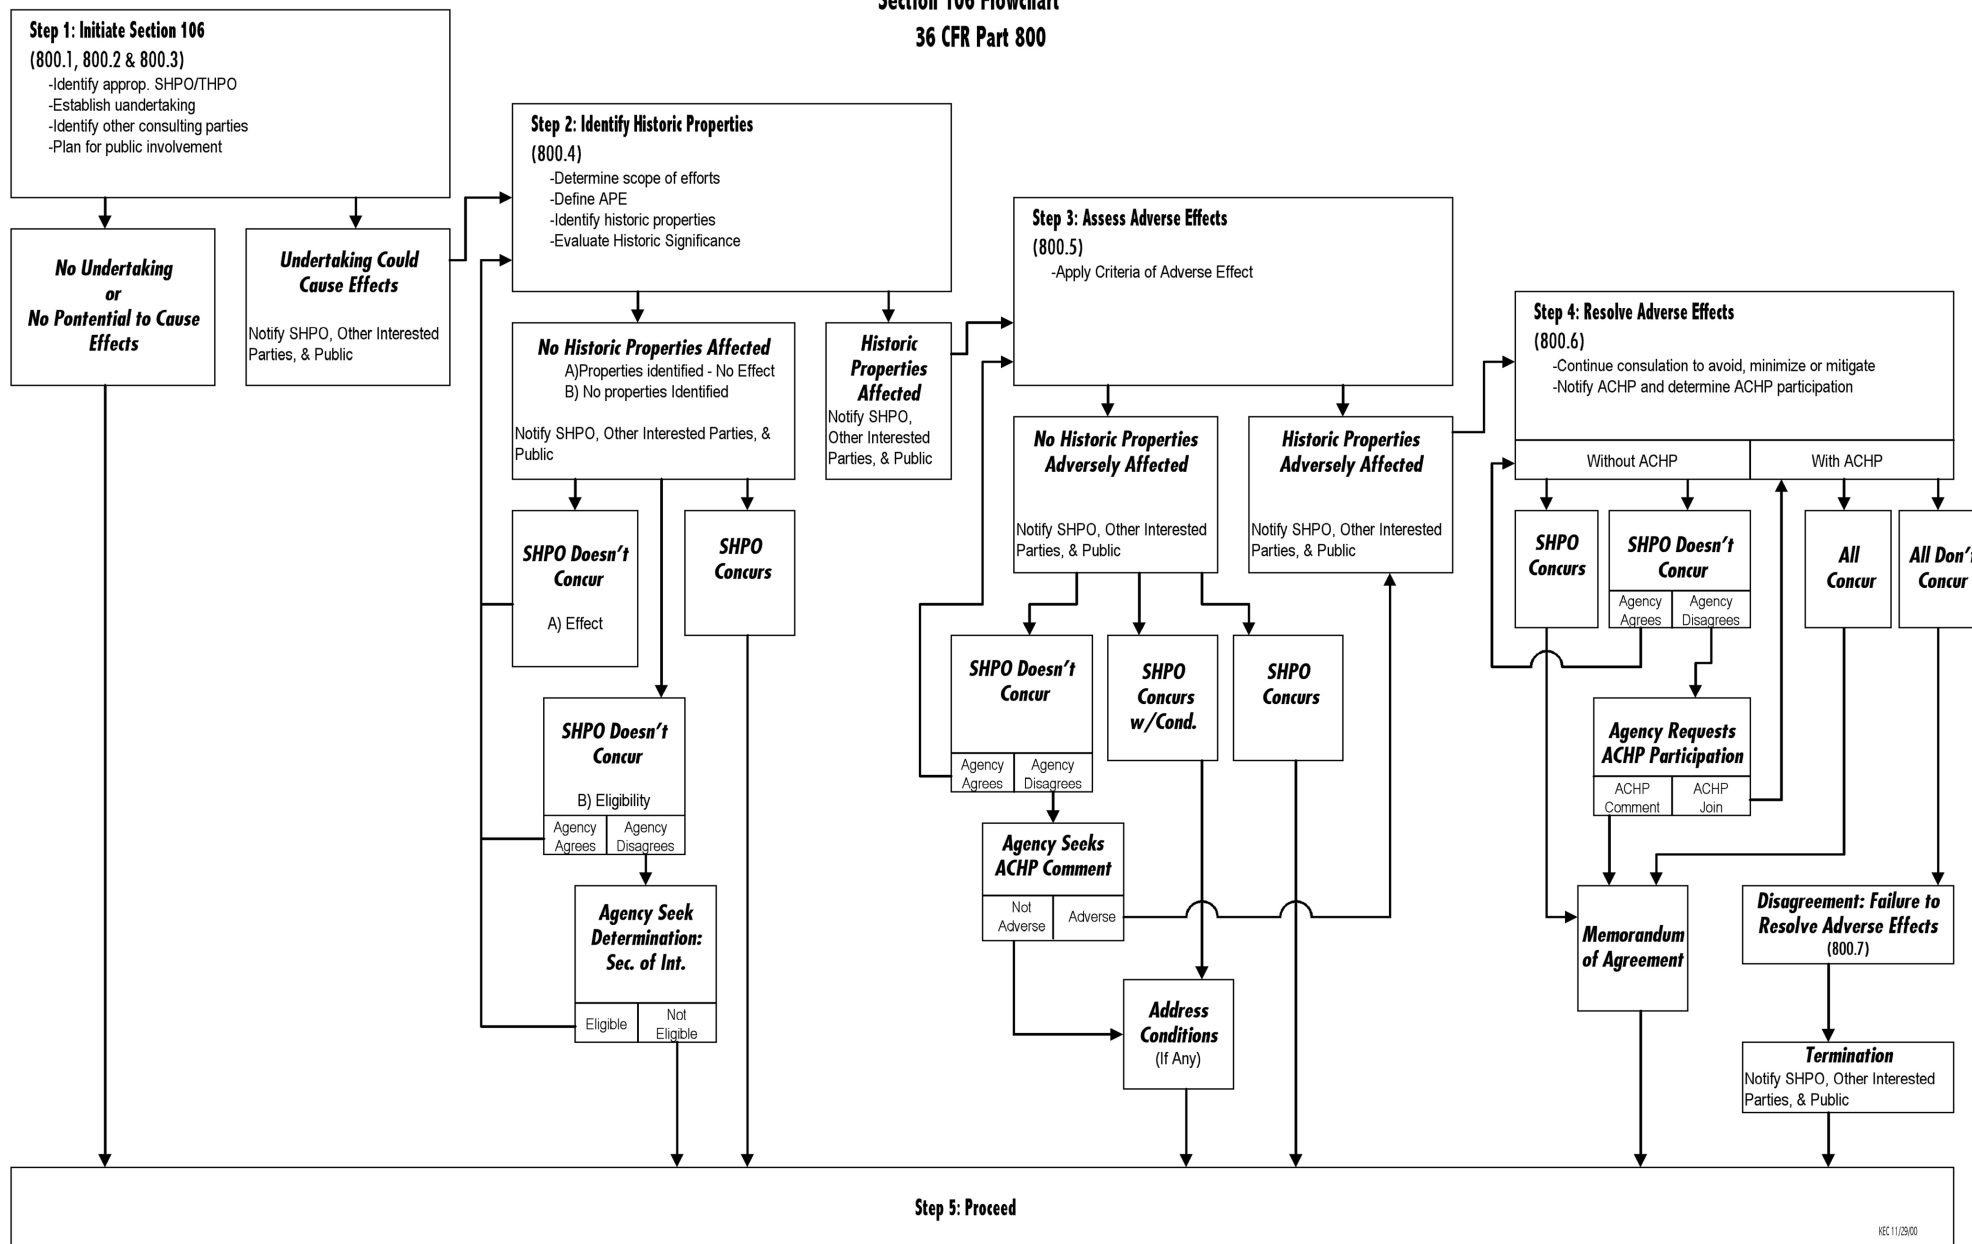 Section 106 Flowchart
36 CFR Part 800
Step 1: Initiate Section 106
(800.1, 800.2 & 800.3)
-Identify approp. SHPO/THPO
-Establish uandertaking
-Identify other consulting parties
-Plan for public involvement
No Undertaking
or
No Pontential to Cause
Effects
Undertaking Could
Cause Effects
Notify SHPO, Other Interested
Parties, & Public
Step 2: Identify Historic Properties
(800.4)
-Determine scope of efforts
-Define APE
-Identify historic properties
-Evaluate Historic Significance
No Historic Properties Affected
A)Properties identified - No Effect
B) No properties Identified
Notify SHPO, Other Interested Parties, &
Public
Historic
Properties
Affected
Notify SHPO,
Other Interested
Parties, & Public
SHPO Doesn't
Concur
A) Effect
SHPO
Concurs
SHPO Doesn't
Concur
B) Eligibility
Agency
Agrees
Agency
Disagrees
Agency Seek
Determination:
Sec. of Int.
Eligible
Not
Eligible
Step 3: Assess Adverse Effects
(800.5)
-Apply Criteria of Adverse Effect
No Historic Properties
Adversely Affected
Notify SHPO, Other Interested
Parties, & Public
Historic Properties
Adversely Affected
Notify SHPO, Other Interested
Parties, & Public
SHPO Doesn't
Concur
Agency
Agrees
Agency
Disagrees
SHPO
Concurs
w/Cond.
SHPO
Concurs
Agency Seeks
ACHP Comment
Not
Adverse
Adverse
Address
Conditions
(If Any)
Step 4: Resolve Adverse Effects
(800.6)
-Continue consulation to avoid, minimize or mitigate
-Notify ACHP and determine ACHP participation
Without ACHP
With ACHP
SHPO
Concurs
SHPO Doesn't
Concur
Agency
Agrees
Agency
Disagrees
All
Concur
All Don't
Concur
Agency Requests
ACHP Participation
ACHP
Comment
ACHP
Join
Memorandum
of Agreement
Disagreement: Failure to
Resolve Adverse Effects
(800.7)
Termination
Notify SHPO, Other Interested
Parties, & Public
Step 5: Proceed
KEC 11/29/00